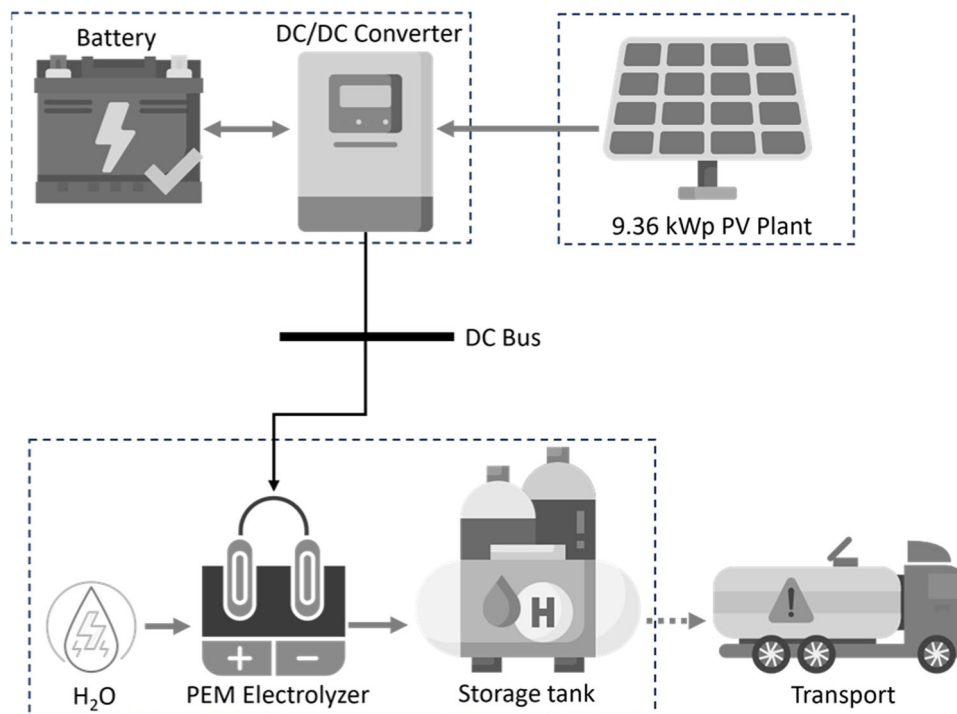 Battery
DC/DC Converter
9.36 kWp PV Plant
DC Bus
H
H₂O
PEM Electrolyzer
Storage tank
Transport